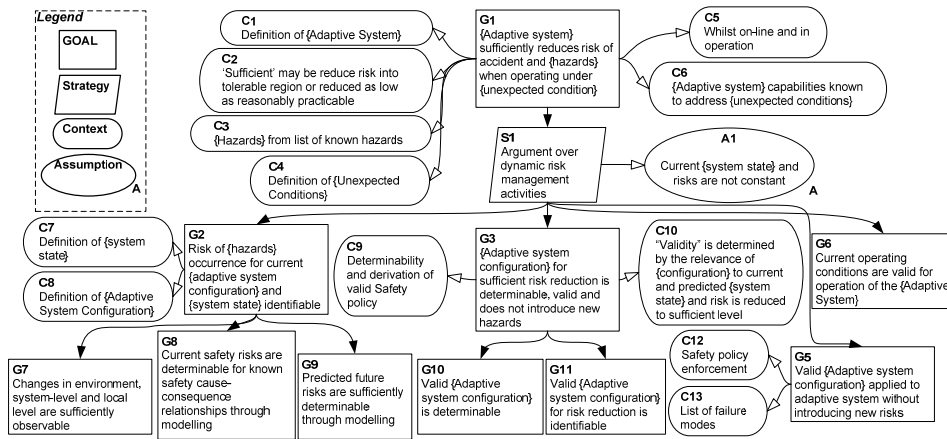 Legend
GOAL
Strategy
Context
Assumption
A
C1
Definition of {Adaptive System}
C2
‘Sufficient’ may be reduce risk into
tolerable region or reduced as low
as reasonably practicable
C3
{Hazards} from list of known hazards
C4
Definition of {Unexpected
Conditions}
G1
{Adaptive system}
sufficiently reduces risk of
accident and {hazards}
when operating under
{unexpected condition}
C5
Whilst on-line and in
operation
C6
{Adaptive system} capabilities known
to address {unexpected conditions}
S1
Argument over
dynamic risk
management
activities
A1
Current {system state} and
risks are not constant
A
C7
Definition of {system
state}
C8
Definition of {Adaptive
System Configuration}
G2
Risk of {hazards}
occurrence for current
{adaptive system
configuration} and
{system state} identifiable
C9
Determinability and
derivation of
valid Safety
policy
G3
{Adaptive system
configuration} for
sufficient risk reduction is
determinable, valid and
does not introduce new
hazards
C10
“Validity” is determined
by the relevance of
{configuration} to current
and predicted {system
state} and risk is reduced
to sufficient level
G6
Current operating
conditions are valid for
operation of the {Adaptive
System}
G7
Changes in environment,
system-level and local
level are sufficiently
observable
G8
Current safety risks are
determinable for known
safety cause-
consequence
relationships through
modelling
G9
Predicted future
risks are sufficiently
determinable
through modelling
G10
Valid {Adaptive
system configuration}
is determinable
G11
Valid {Adaptive
system configuration}
for risk reduction is
identifiable
C12
Safety policy
enforcement
C13
List of failure
modes
G5
Valid {Adaptive system
configuration} applied to
adaptive system without
introducing new risks